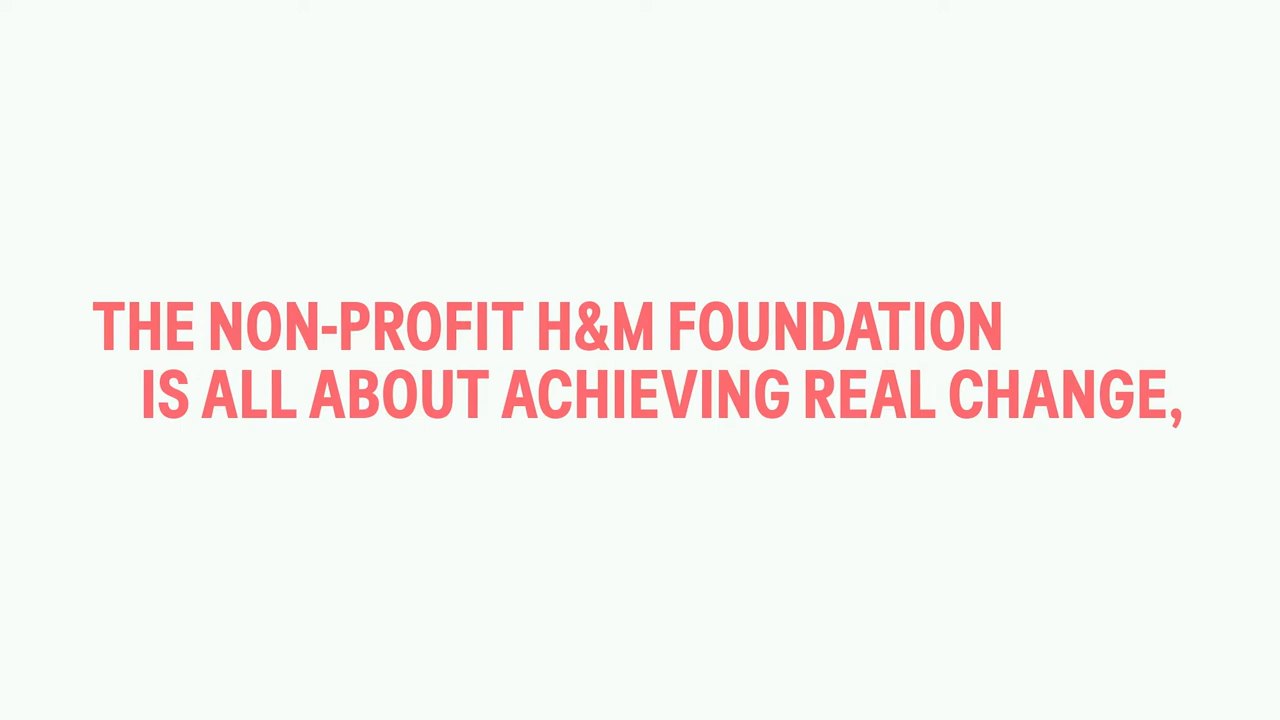 THE NON-PROFIT H&M FOUNDATION
IS ALL ABOUT ACHIEVING REAL CHANGE,